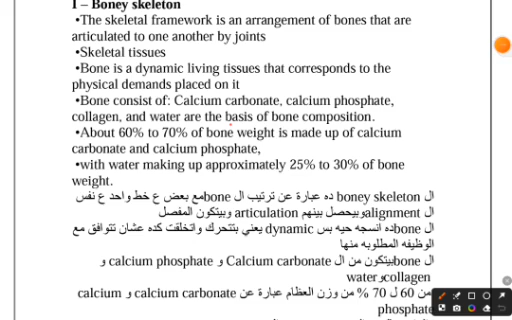 I – Boney skeleton
•The skeletal framework is an arrangement of bones that are
articulated to one another by joints
•Skeletal tissues
•Bone is a dynamic living tissues that corresponds to the
physical demands placed on it
•Bone consist of: Calcium carbonate, calcium phosphate,
collagen, and water are the basis of bone composition.
•About 60% to 70% of bone weight is made up of calcium
carbonate and calcium phosphate,
•with water making up approximately 25% to 30% of bone
weight.
ال boney skeleton ده عبارة عن ترتيب ال boneمع بعض ع خط واحد ع نفس
ال alignmentوبيحصل بينهم articulation وبيتكون المفصل
ال boneده انسجه حيه بس dynamic يعني بتتحرك واتخلقت كده عشان تتوافق مع
الوظيفه المطلوبه منها
ال boneبيتكون من ال Calcium carbonate و calcium phosphate و
collagenو water
من 60 ل 70 % من وزن العظام عبارة عن calcium carbonate و calcium
phosphate